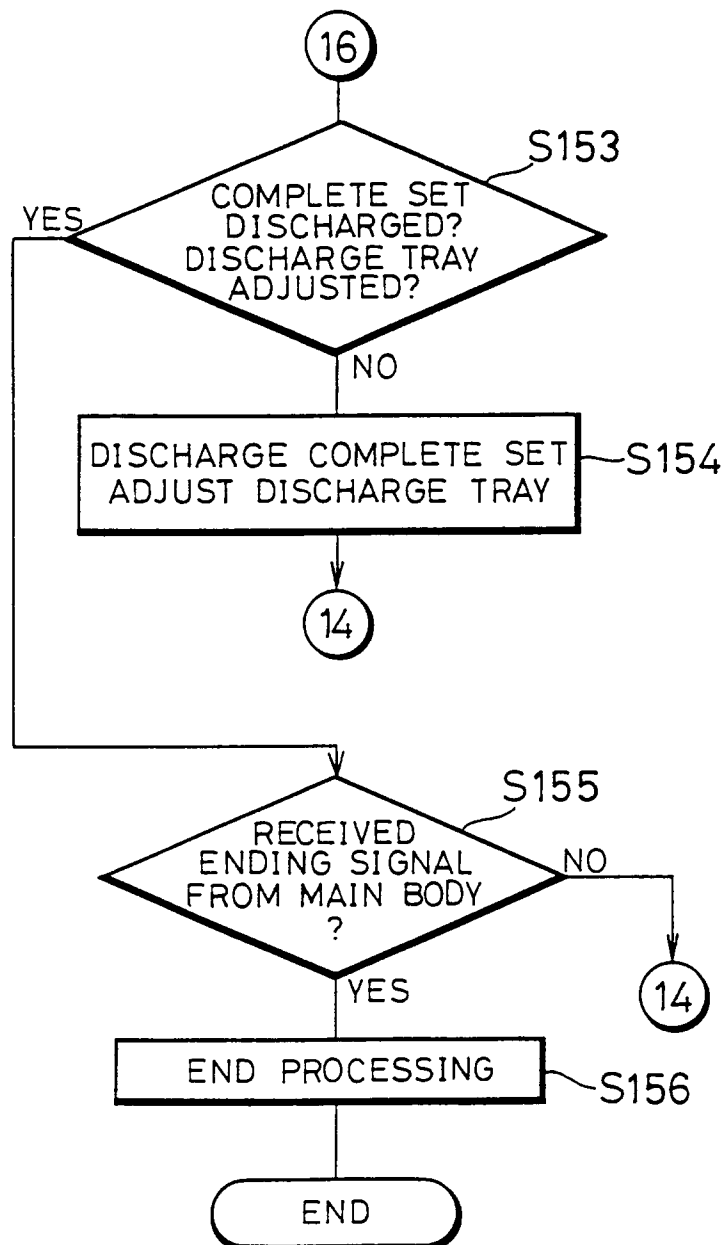 16
S153
COMPLETE SET
DISCHARGED?
DISCHARGE TRAY
ADJUSTED?
YES
NO
DISCHARGE COMPLETE SET
ADJUST DISCHARGE TRAY
S154
14
S155
RECEIVED
ENDING SIGNAL
FROM MAIN BODY
?
NO
14
YES
END PROCESSING
S156
END